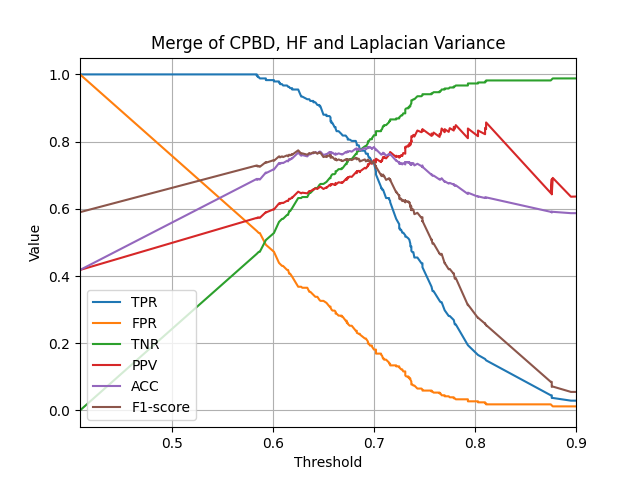 Merge of CPBD, HF and Laplacian Variance
1.0
0.8
0.6
0.4
0.2
0.0
Value
TPR
FPR
TNR
PPV
ACC
F1-score
0.5 0.6 0.7 0.8 0.9
Threshold